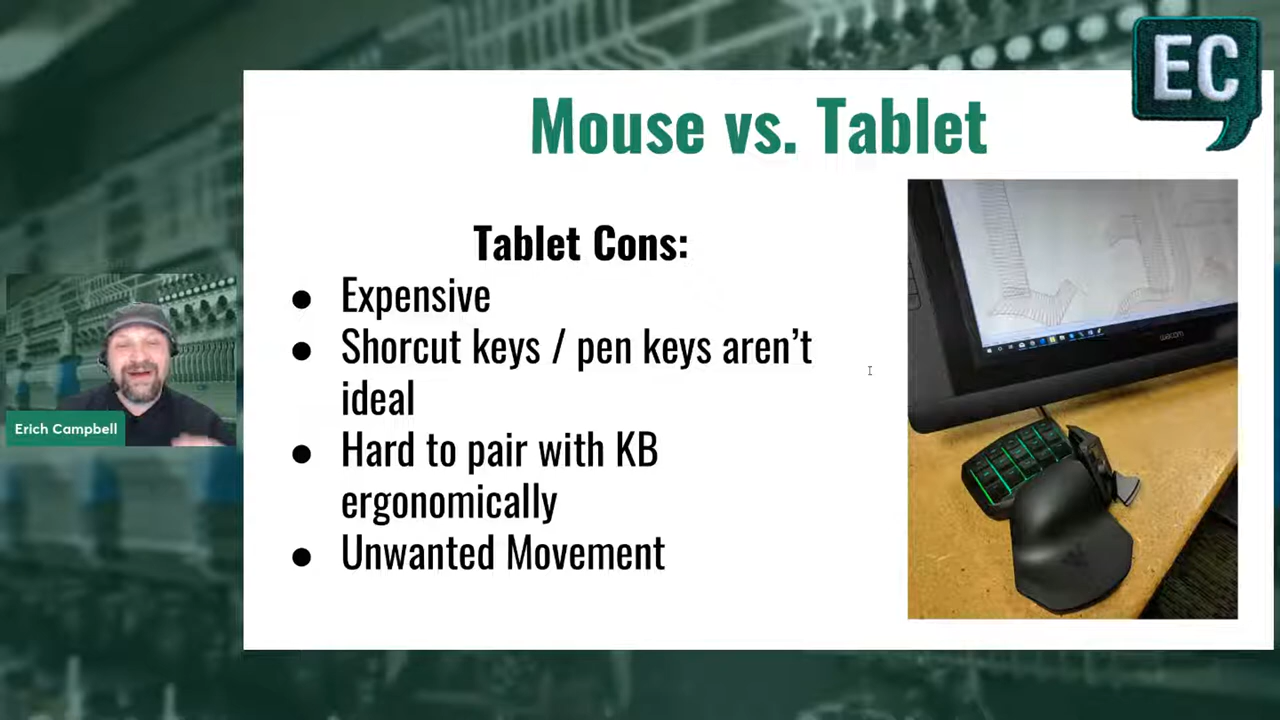 EC
Mouse vs. Tablet
Tablet Cons:
● Expensive
● Shorcut keys / pen keys aren’t
ideal
● Hard to pair with KB
ergonomically
● Unwanted Movement
Erich Campbell
wacom